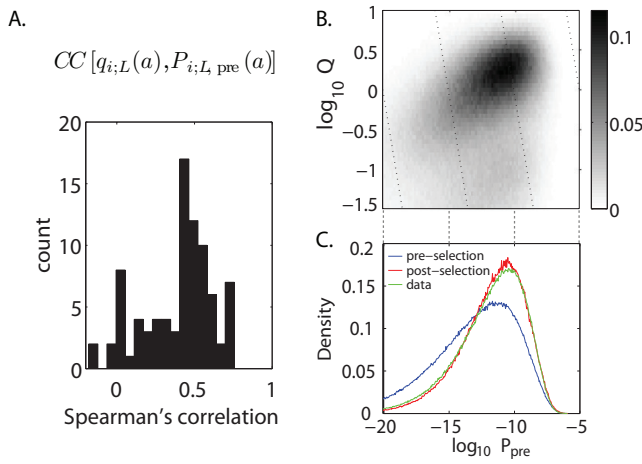 A.
CC [q_{i;L}(a), P_{i;L, pre}(a)]
20
15
10
5
0
count
0 0.5 1
Spearman's correlation
B.
1
0.5
0
−0.5
−1
−1.5
log₁₀ Q
0.1
0.05
0
C.
0.2
0.15
0.1
0.05
0
Density
pre−selection
post−selection
data
−20 −15 −10 −5
log₁₀ P_pre